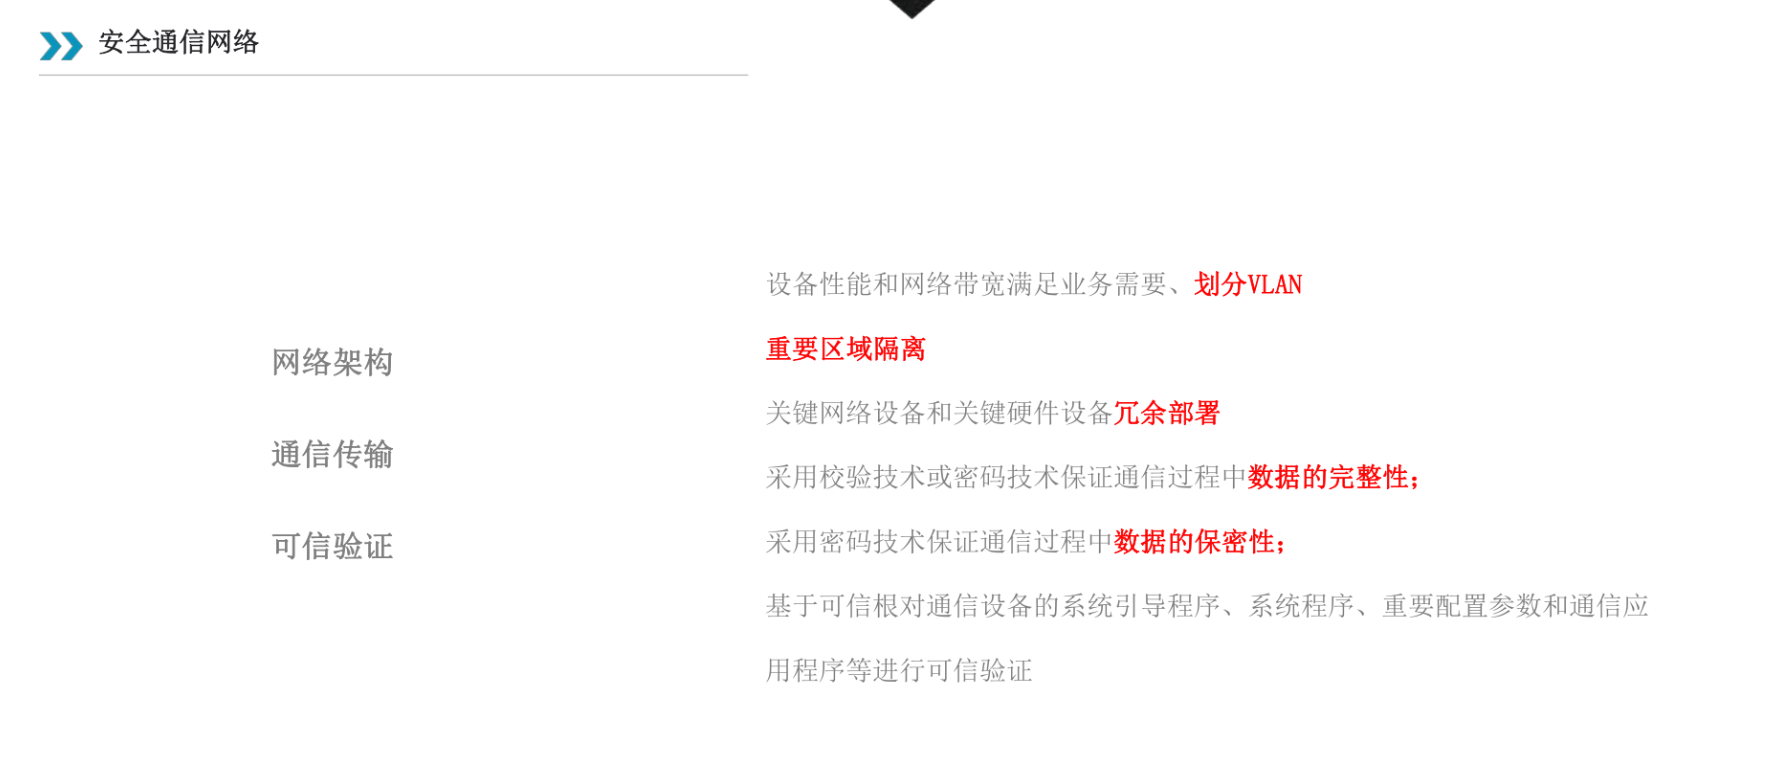 安全通信网络
网络架构
通信传输
可信验证
设备性能和网络带宽满足业务需要、划分VLAN
重要区域隔离
关键网络设备和关键硬件设备冗余部署
采用校验技术或密码技术保证通信过程中数据的完整性；
采用密码技术保证通信过程中数据的保密性；
基于可信根对通信设备的系统引导程序、系统程序、重要配置参数和通信应
用程序等进行可信验证